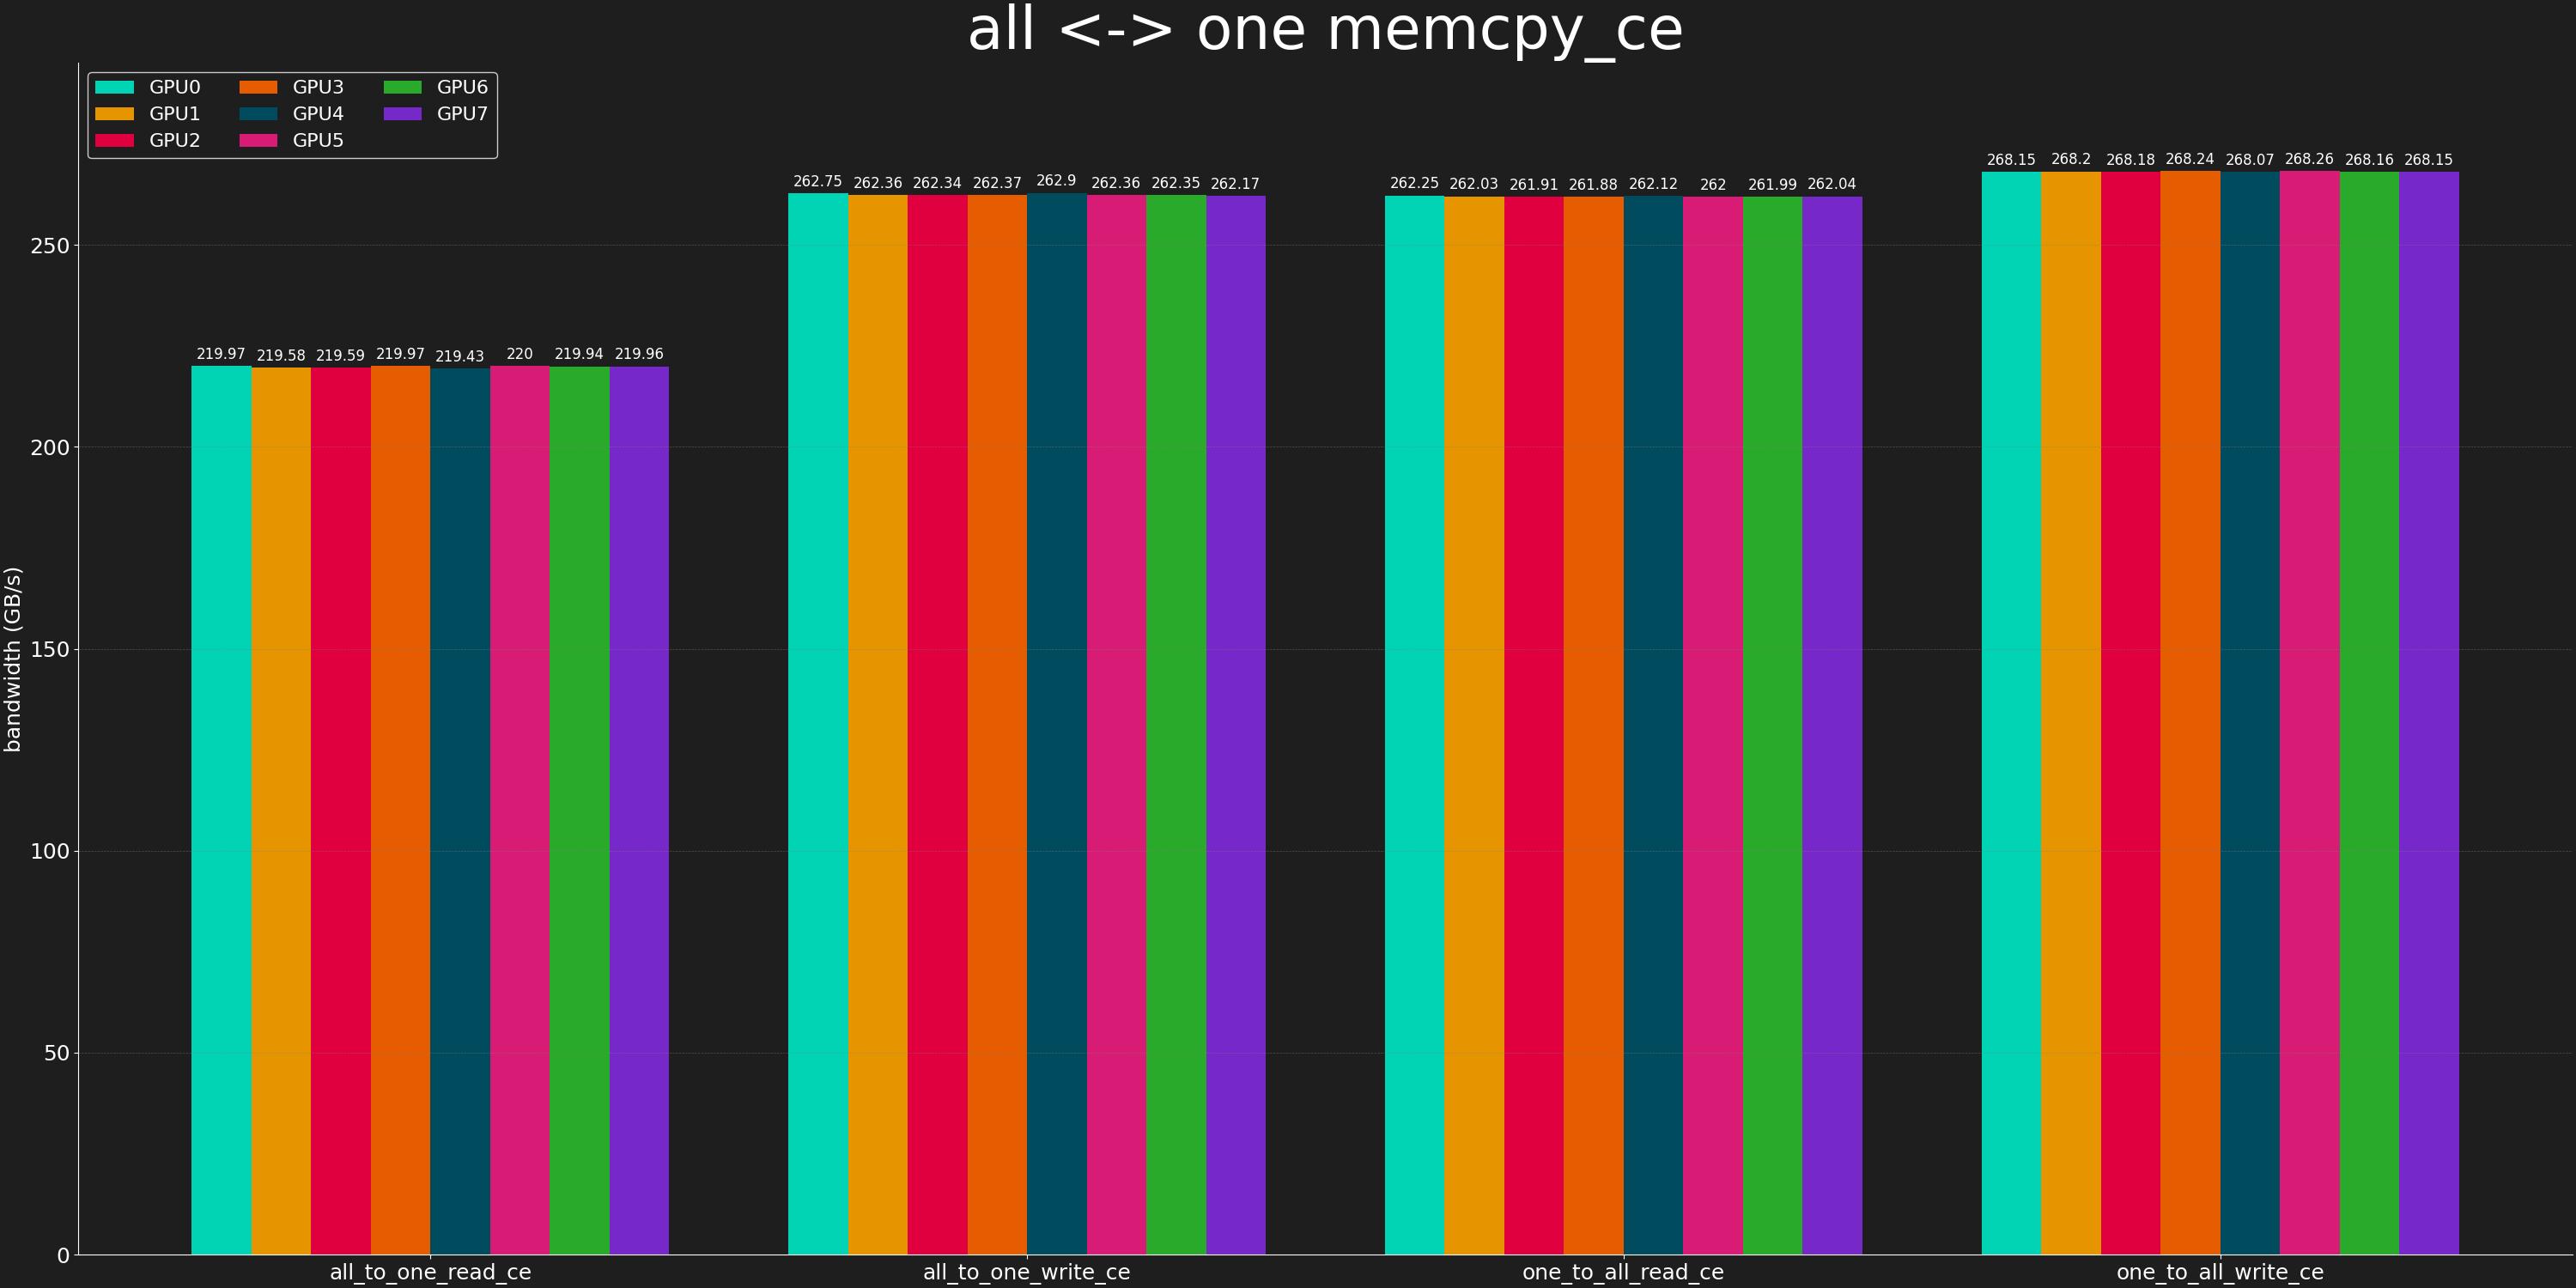 all <-> one memcpy_ce
GPU0 GPU3 GPU6
GPU1 GPU4 GPU7
GPU2 GPU5
268.15 268.2 268.18 268.24 268.07 268.26 268.16 268.15
262.75 262.36 262.34 262.37 262.9 262.36 262.35 262.17
262.25 262.03 261.91 261.88 262.12 262 261.99 262.04
219.97 219.58 219.59 219.97 219.43 220 219.94 219.96
250
200
150
100
50
0
bandwidth (GB/s)
all_to_one_read_ce all_to_one_write_ce one_to_all_read_ce one_to_all_write_ce